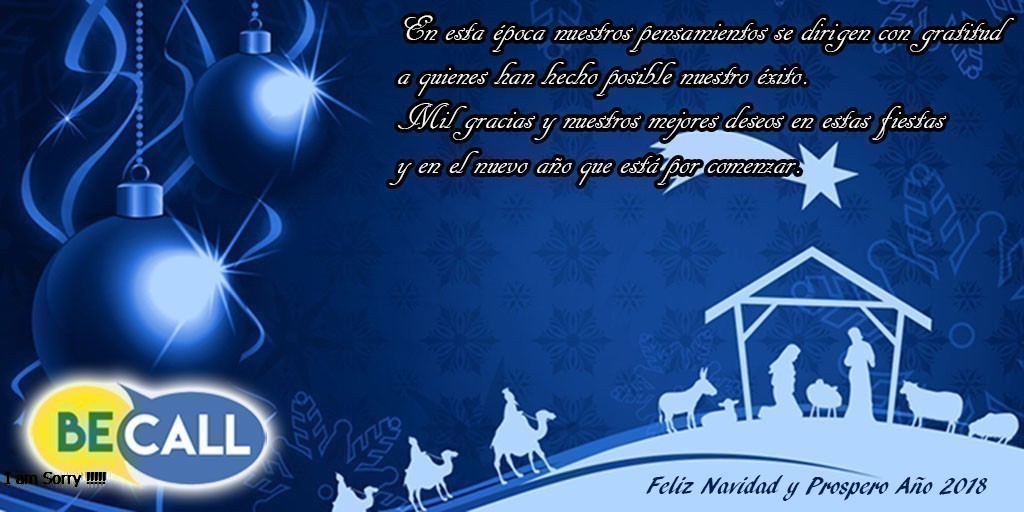 En esta época nuestros pensamientos se dirigen con gratitud
a quienes han hecho posible nuestro éxito.
Mil gracias y nuestros mejores deseos en estas fiestas
y en el nuevo año que está por comenzar.
BECALL
I am Sorry !!!!!
Feliz Navidad y Prospero Año 2018